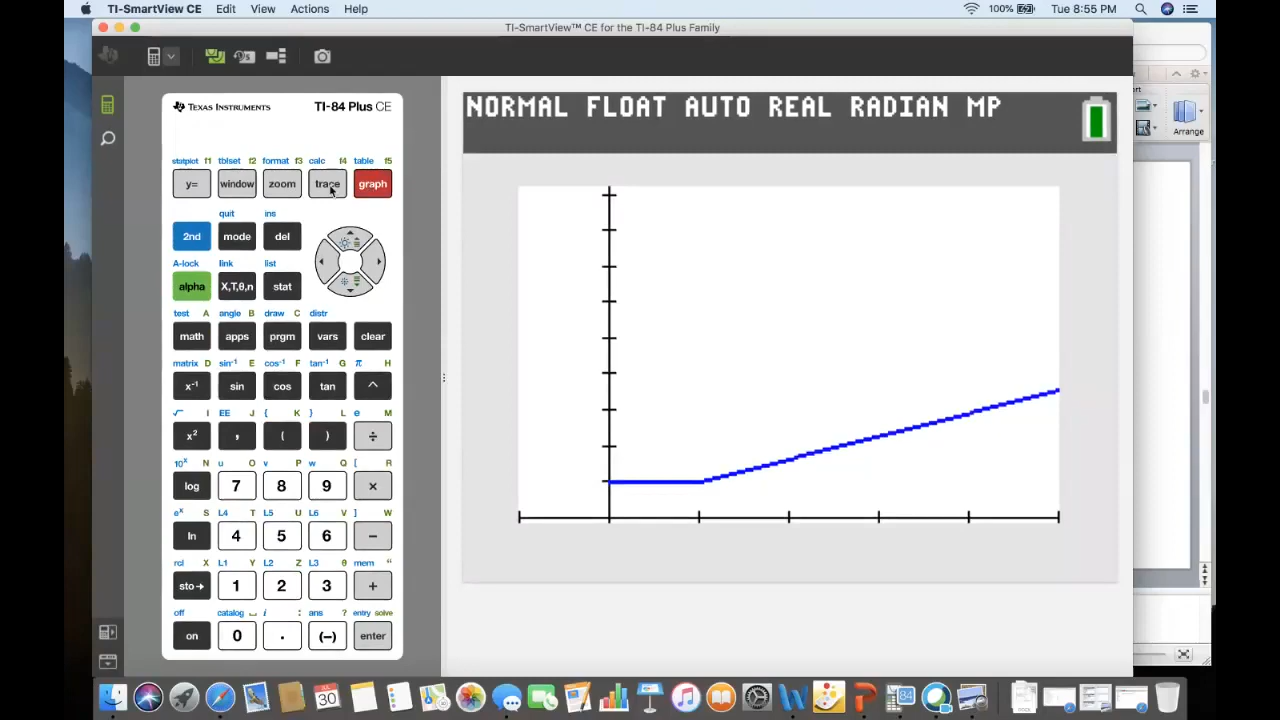 TI-SmartView CE Edit View Actions Help
100% Tue 8:55 PM
TI-SmartView™ CE for the TI-84 Plus Family
TEXAS INSTRUMENTS TI-84 Plus CE
NORMAL FLOAT AUTO REAL RADIAN MP
Arrange
statplot f1 tblset f2 format f3 calc f4 table f5
y= window zoom trace graph
quit ins
2nd mode del
A-lock link list
alpha X,T,θ,n stat
test A angle B draw C distr
math apps prgm vars clear
matrix D sin⁻¹ E cos⁻¹ F tan⁻¹ G π H
x⁻¹ sin cos tan ^
√ I EE J { K } L e M
x² , ( ) ÷
10ˣ N u O v P w Q [ R
log 7 8 9 ×
eˣ S L4 T L5 U L6 V ] W
ln 4 5 6 −
rcl X L1 Y L2 Z L3 θ mem “
sto→ 1 2 3 +
off catalog i : ans ? entry solve
on 0 . (−) enter
JUL
30
84